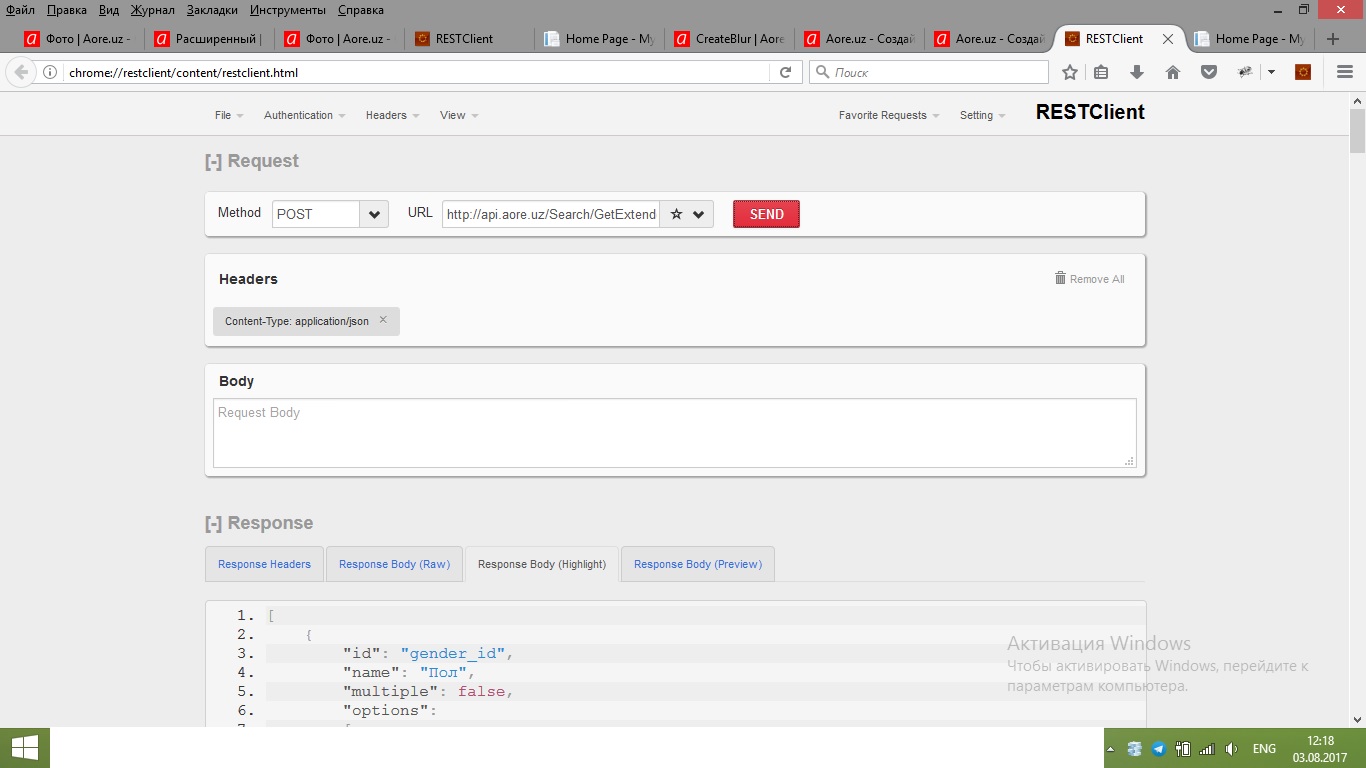 Файл Правка Вид Журнал Закладки Инструменты Справка
Фото | Aore.uz - Расширенный | Фото | Aore.uz - RESTClient Home Page - My CreateBlur | Aore Aore.uz - Создай Aore.uz - Создай RESTClient Home Page - My
chrome://restclient/content/restclient.html Поиск
File Authentication Headers View Favorite Requests Setting RESTClient
[-] Request
Method POST URL http://api.aore.uz/Search/GetExtend SEND
Headers Remove All
Content-Type: application/json
Body
Request Body
[-] Response
Response Headers Response Body (Raw) Response Body (Highlight) Response Body (Preview)
1. [
2. {
3. "id": "gender_id",
4. "name": "Пол",
5. "multiple": false,
6. "options":
Активация Windows
Чтобы активировать Windows, перейдите к
параметрам компьютера.
ENG 12:18
03.08.2017